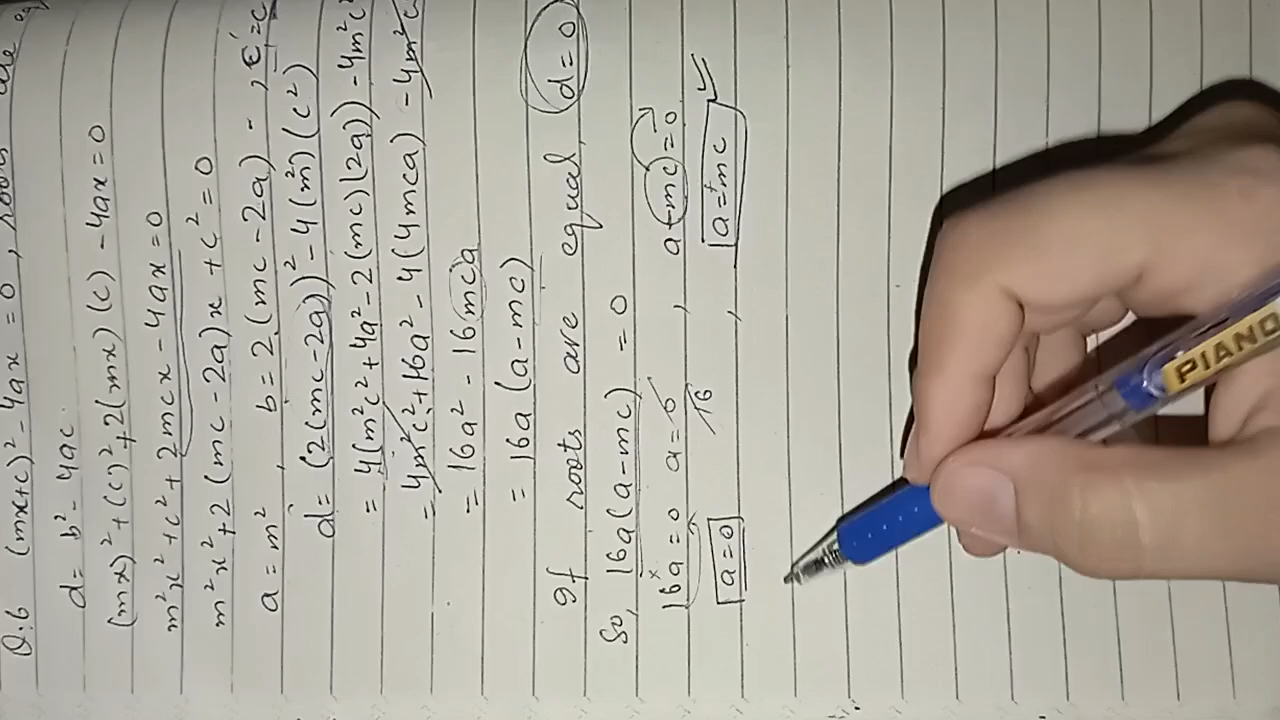 Q.6 (mx+c)² - 4ax = 0, roots are
d = b² - 4ac
(mx)² + (c)² + 2(mx)(c) - 4ax = 0
m²x² + c² + 2mcx - 4ax = 0
m²x² + 2(mc - 2a)x + c² = 0
a = m², b = 2(mc - 2a) - , c = c
d = (2(mc - 2a))² - 4(m²)(c²)
= 4(m²c² + 4a² - 2(mc)(2a)) - 4m²c²
= 4m²c² + 16a² - 4(4mca) - 4m²c
= 16a² - 16mca
= 16a(a - mc)
If roots are equal, d = 0
So, 16a(a - mc) = 0
16a = 0 a = 0/16 , a - mc = 0
a = 0 , a = +mc
PIANO